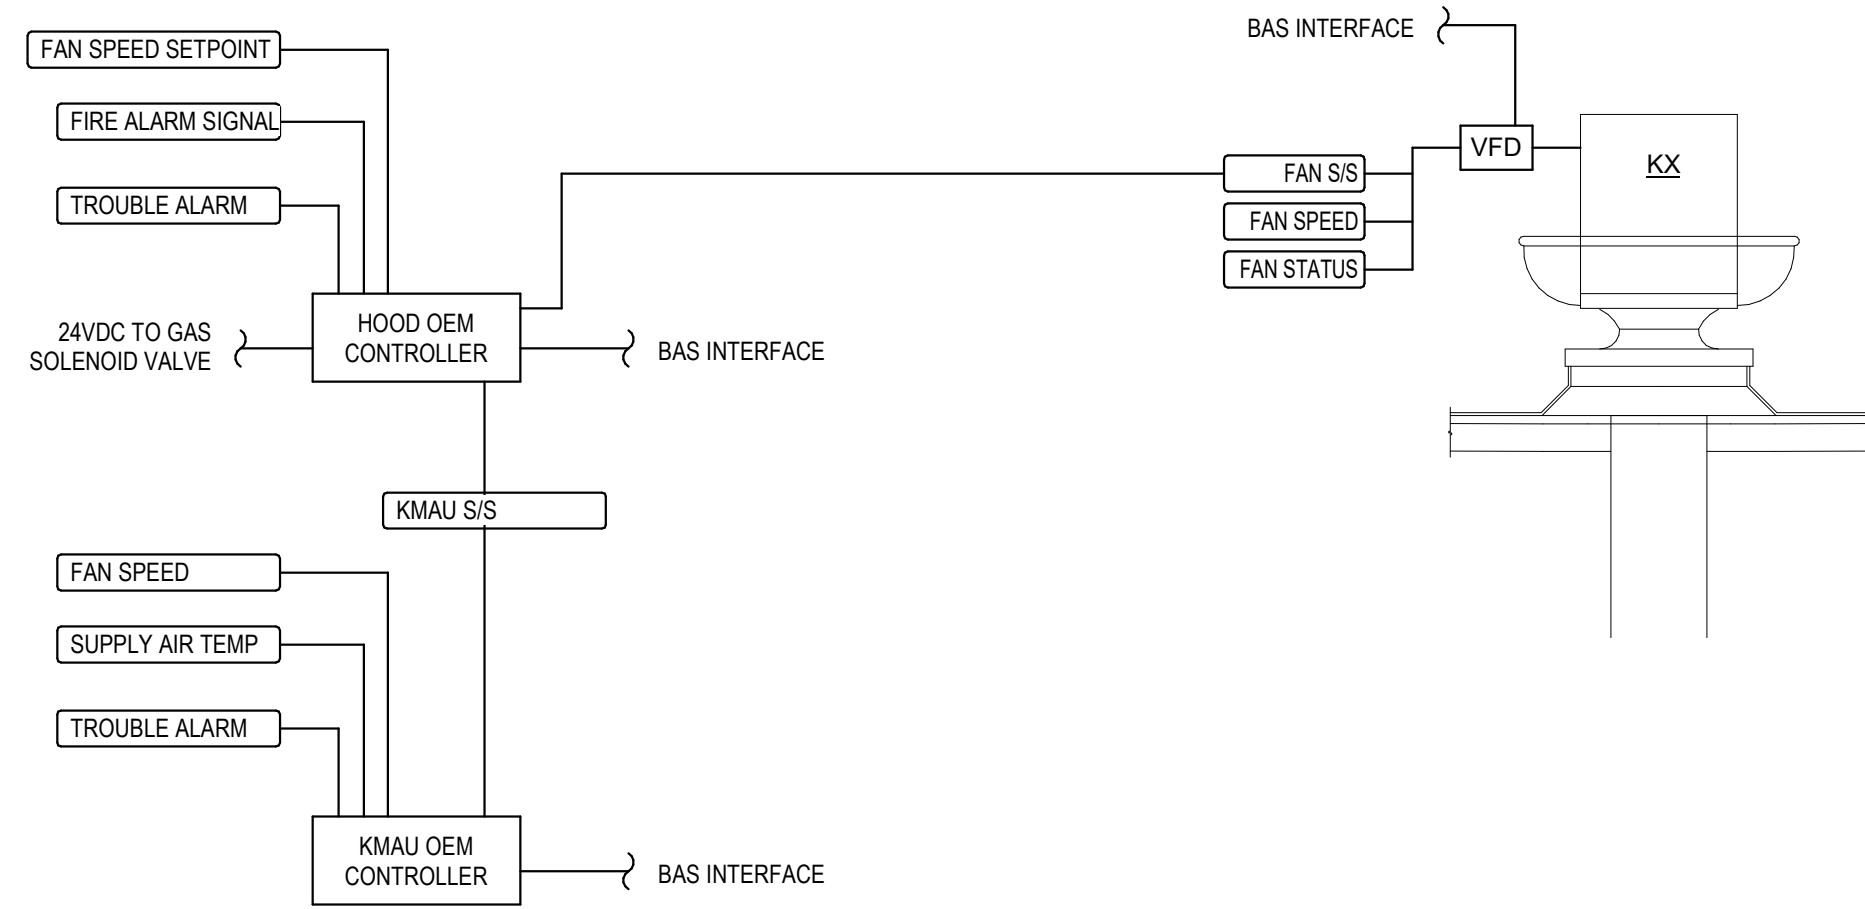 BAS INTERFACE
FAN SPEED SETPOINT
FIRE ALARM SIGNAL
TROUBLE ALARM
VFD
KX
FAN S/S
FAN SPEED
FAN STATUS
24VDC TO GAS
SOLENOID VALVE
HOOD OEM
CONTROLLER
BAS INTERFACE
KMAU S/S
FAN SPEED
SUPPLY AIR TEMP
TROUBLE ALARM
KMAU OEM
CONTROLLER
BAS INTERFACE